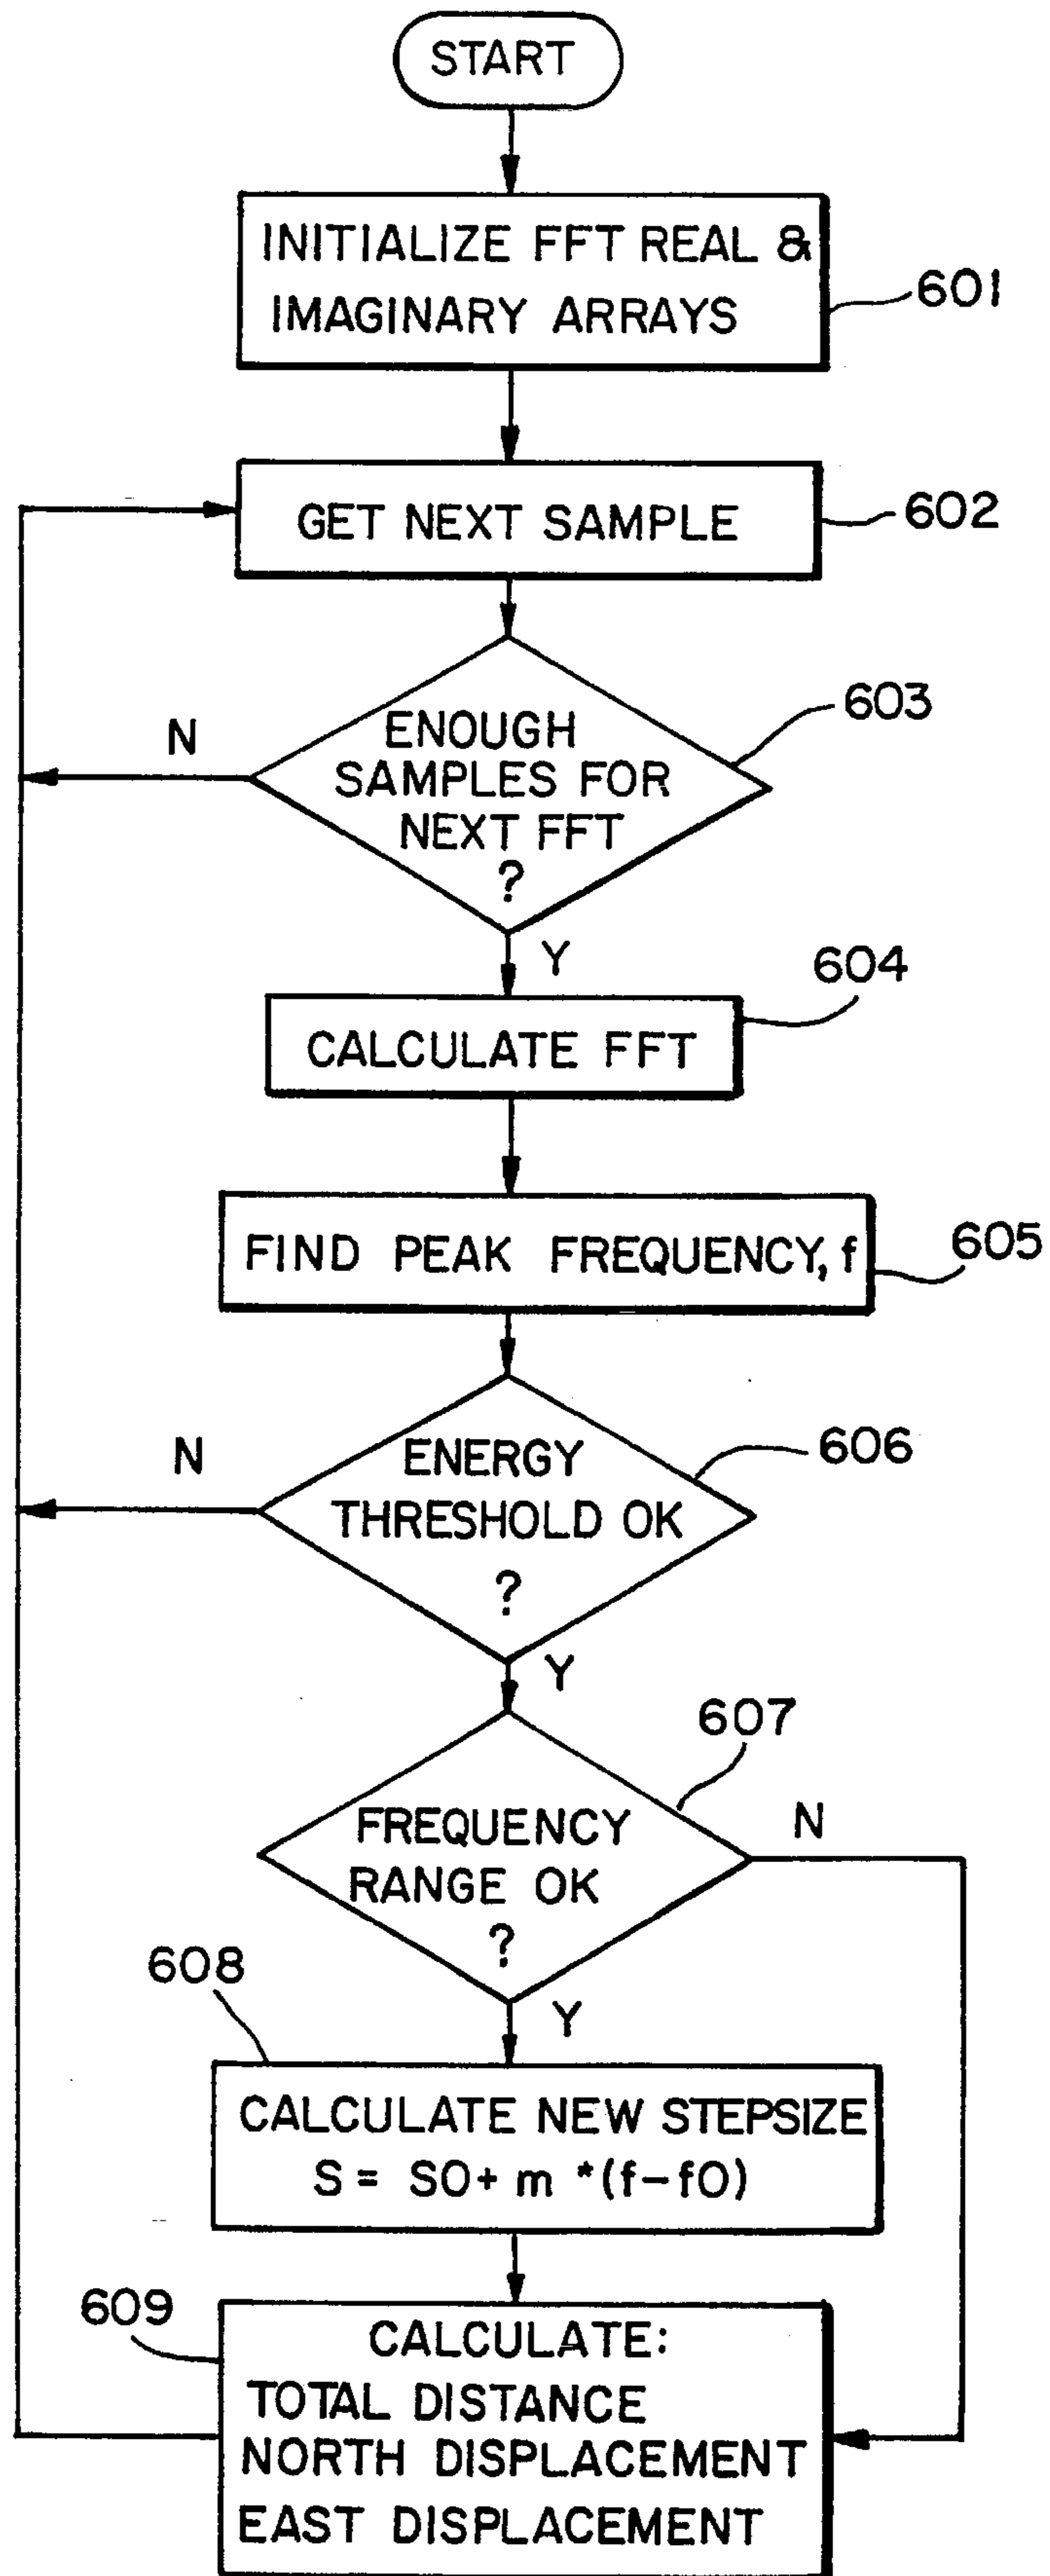 START
INITIALIZE FFT REAL &
IMAGINARY ARRAYS
601
GET NEXT SAMPLE
602
603
N
ENOUGH
SAMPLES FOR
NEXT FFT
?
Y
604
CALCULATE FFT
FIND PEAK FREQUENCY, f
605
N
ENERGY
THRESHOLD OK
?
606
Y
607
FREQUENCY
RANGE OK
?
N
608
Y
CALCULATE NEW STEPSIZE
S = SO+ m *(f-fO)
609
CALCULATE:
TOTAL DISTANCE
NORTH DISPLACEMENT
EAST DISPLACEMENT